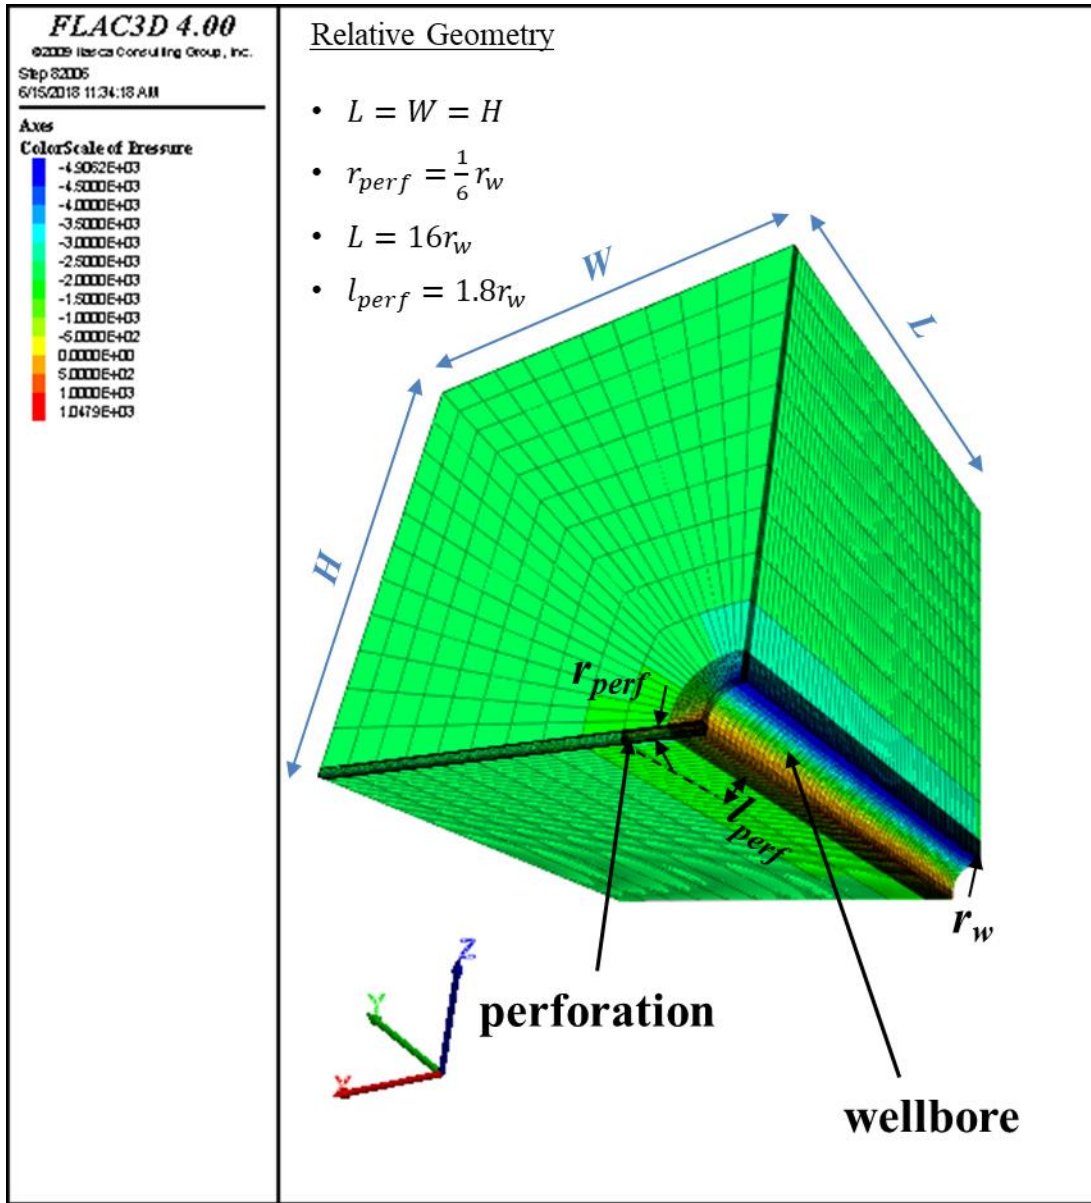 FLAC3D 4.00
©2009 Itasca Consulting Group, Inc.
Step 82006
6/15/2018 11:34:18 AM
Axes
ColorScale of Pressure
-4.9062E+03
-4.5000E+03
-4.0000E+03
-3.5000E+03
-3.0000E+03
-2.5000E+03
-2.0000E+03
-1.5000E+03
-1.0000E+03
-5.0000E+02
0.0000E+00
5.0000E+02
1.0000E+03
1.0479E+03
Relative Geometry
• L = W = H
• r_perf = 1/6 r_w
• L = 16r_w
• l_perf = 1.8r_w
W
L
H
r_perf
l_perf
r_w
perforation
wellbore
Z
Y
X